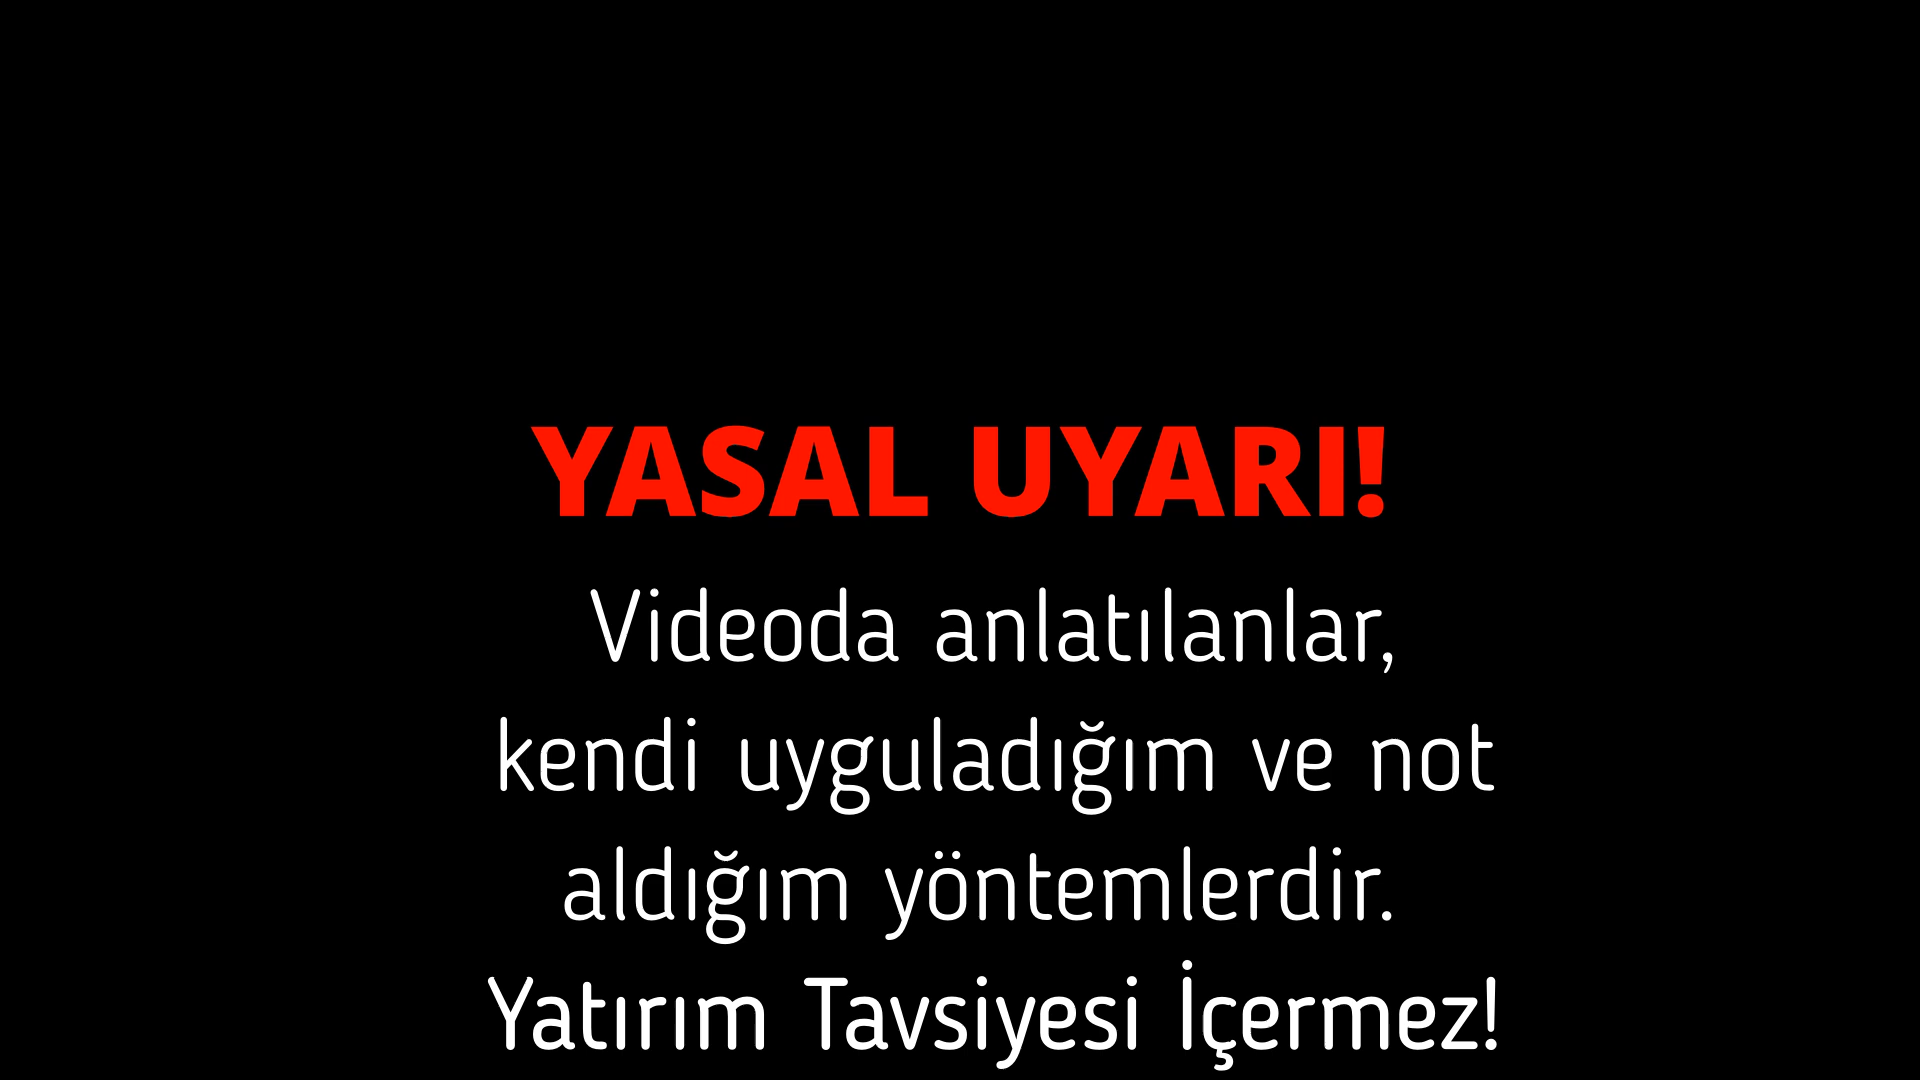 YASAL UYARI!
Videoda anlatılanlar,
kendi uyguladığım ve not
aldığım yöntemlerdir.
Yatırım Tavsiyesi İçermez!